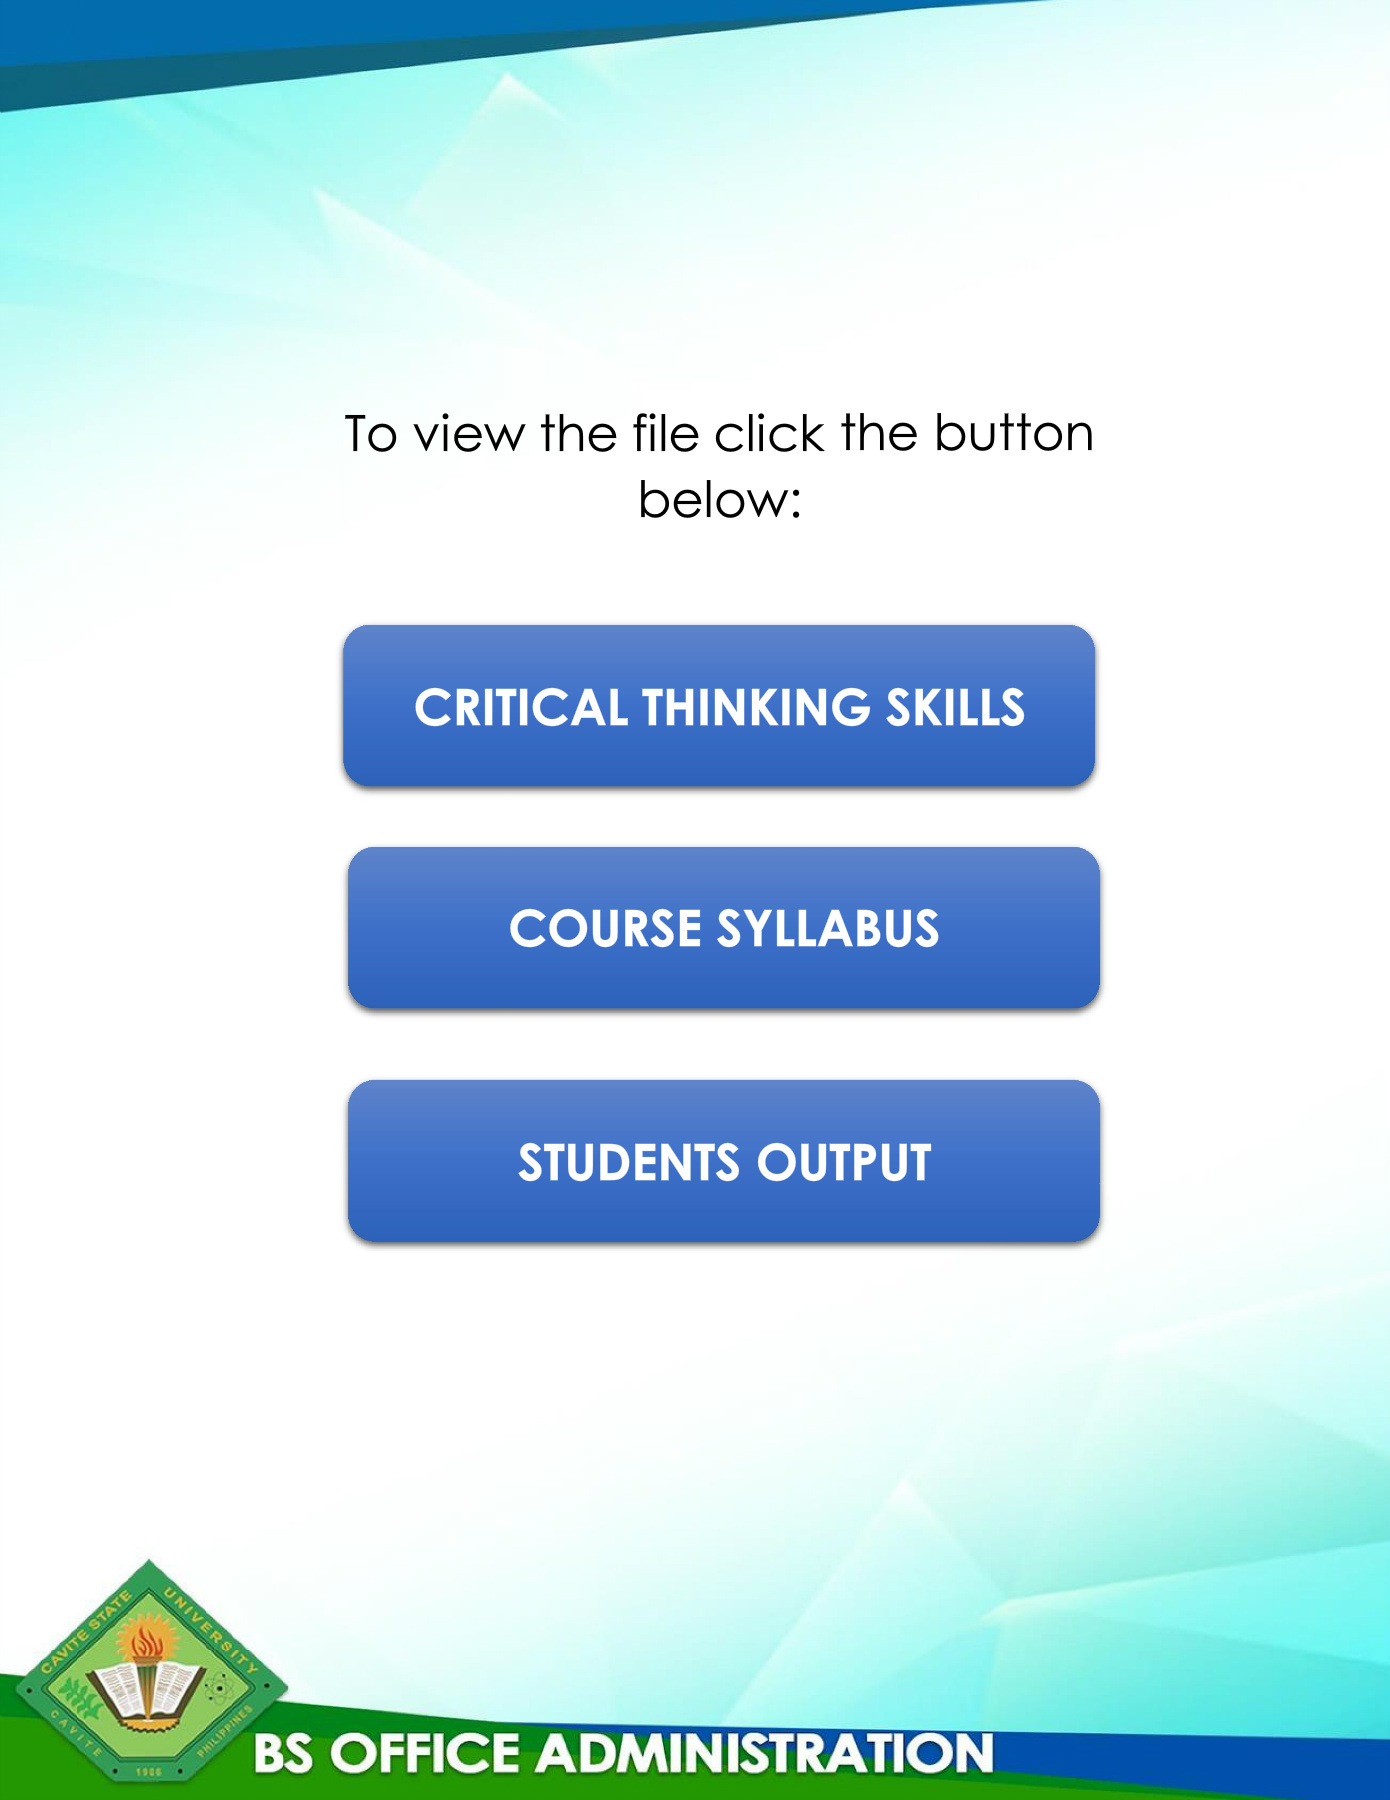 To view the file click the button
below:
CRITICAL THINKING SKILLS
COURSE SYLLABUS
STUDENTS OUTPUT
CAVITE STATE UNIVERSITY
CAVITE
PHILIPPINES
1906
BS OFFICE ADMINISTRATION